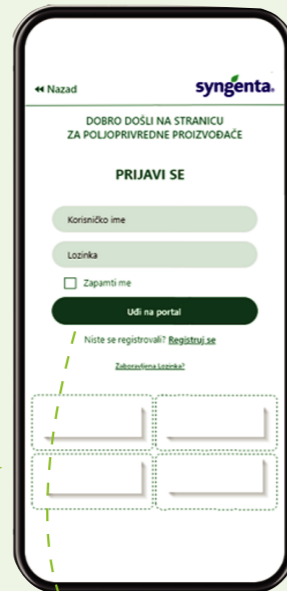 ◄◄ Nazad
syngenta.
DOBRO DOŠLI NA STRANICU
ZA POLJOPRIVREDNE PROIZVOĐAČE
PRIJAVI SE
Korisničko ime
Lozinka
Zapamti me
Uđi na portal
Niste se registrovali? Registruj se
Zaboravljena Lozinka?